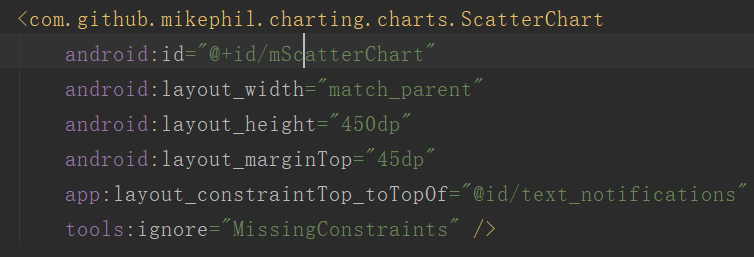 <com.github.mikephil.charting.charts.ScatterChart
android:id="@+id/mScatterChart"
android:layout_width="match_parent"
android:layout_height="450dp"
android:layout_marginTop="45dp"
app:layout_constraintTop_toTopOf="@id/text_notifications"
tools:ignore="MissingConstraints" />